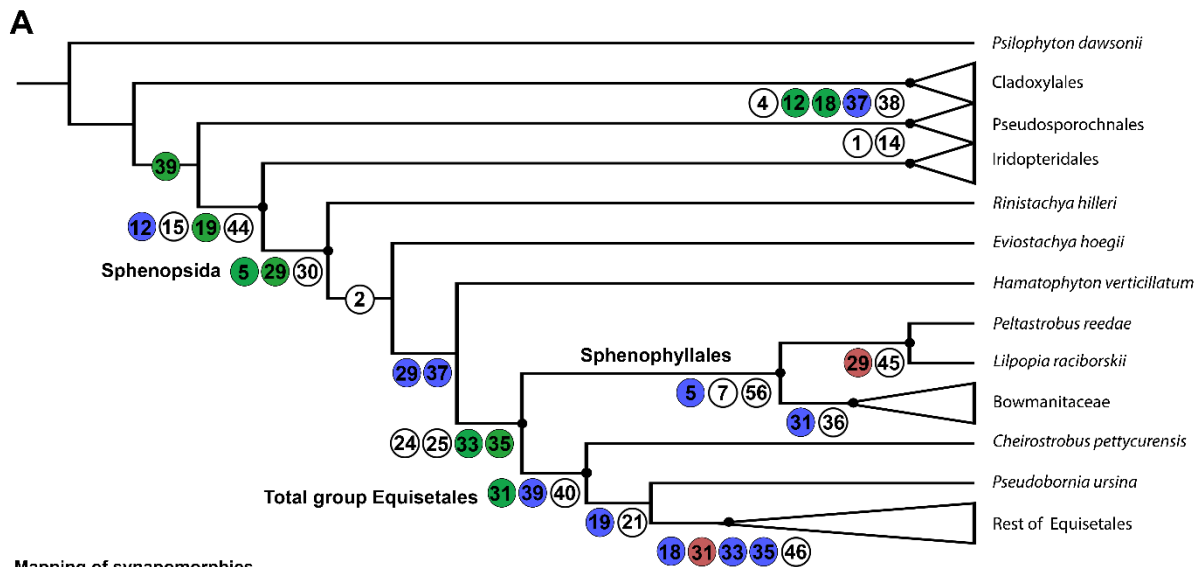 A
Psilophyton dawsonii
Cladoxylales
4 12 18 37 38
Pseudosporochnales
1 14
Iridopteridales
39
Rinistachya hilleri
12 15 19 44
Eviostachya hoegii
Sphenopsida 5 29 30
Hamatophyton verticillatum
2
Peltastrobus reedae
Sphenophyllales
Lilpopia raciborskii
29 45
29 37
5 7 56
Bowmanitaceae
31 36
24 25 33 35
Cheirostrobus pettycurensis
Total group Equisetales 31 39 40
Pseudobornia ursina
19 21
Rest of Equisetales
18 31 33 35 46
Mapping of synapomorphies